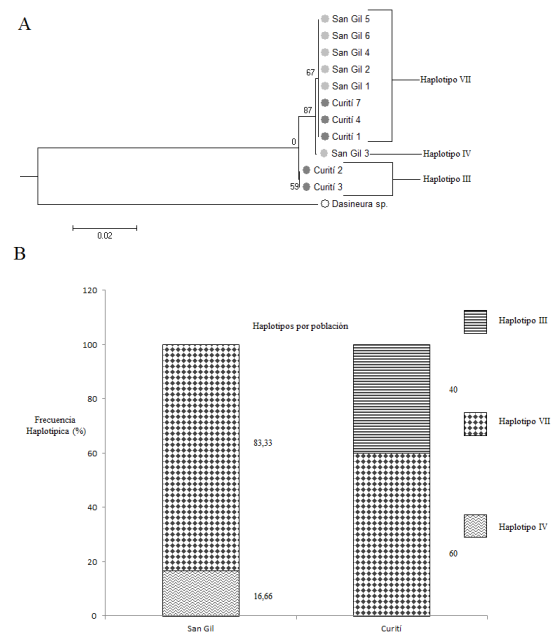 A
San Gil 5
San Gil 6
San Gil 4
San Gil 2
San Gil 1
Curití 7
Curití 4
Curití 1
San Gil 3
Curití 2
Curití 3
Dasineura sp.
67
87
0
59
Haplotipo VII
Haplotipo IV
Haplotipo III
0.02
B
Haplotipos por población
Frecuencia
Haplotípica (%)
120
100
80
60
40
20
0
83,33
16,66
40
60
San Gil
Curití
Haplotipo III
Haplotipo VII
Haplotipo IV